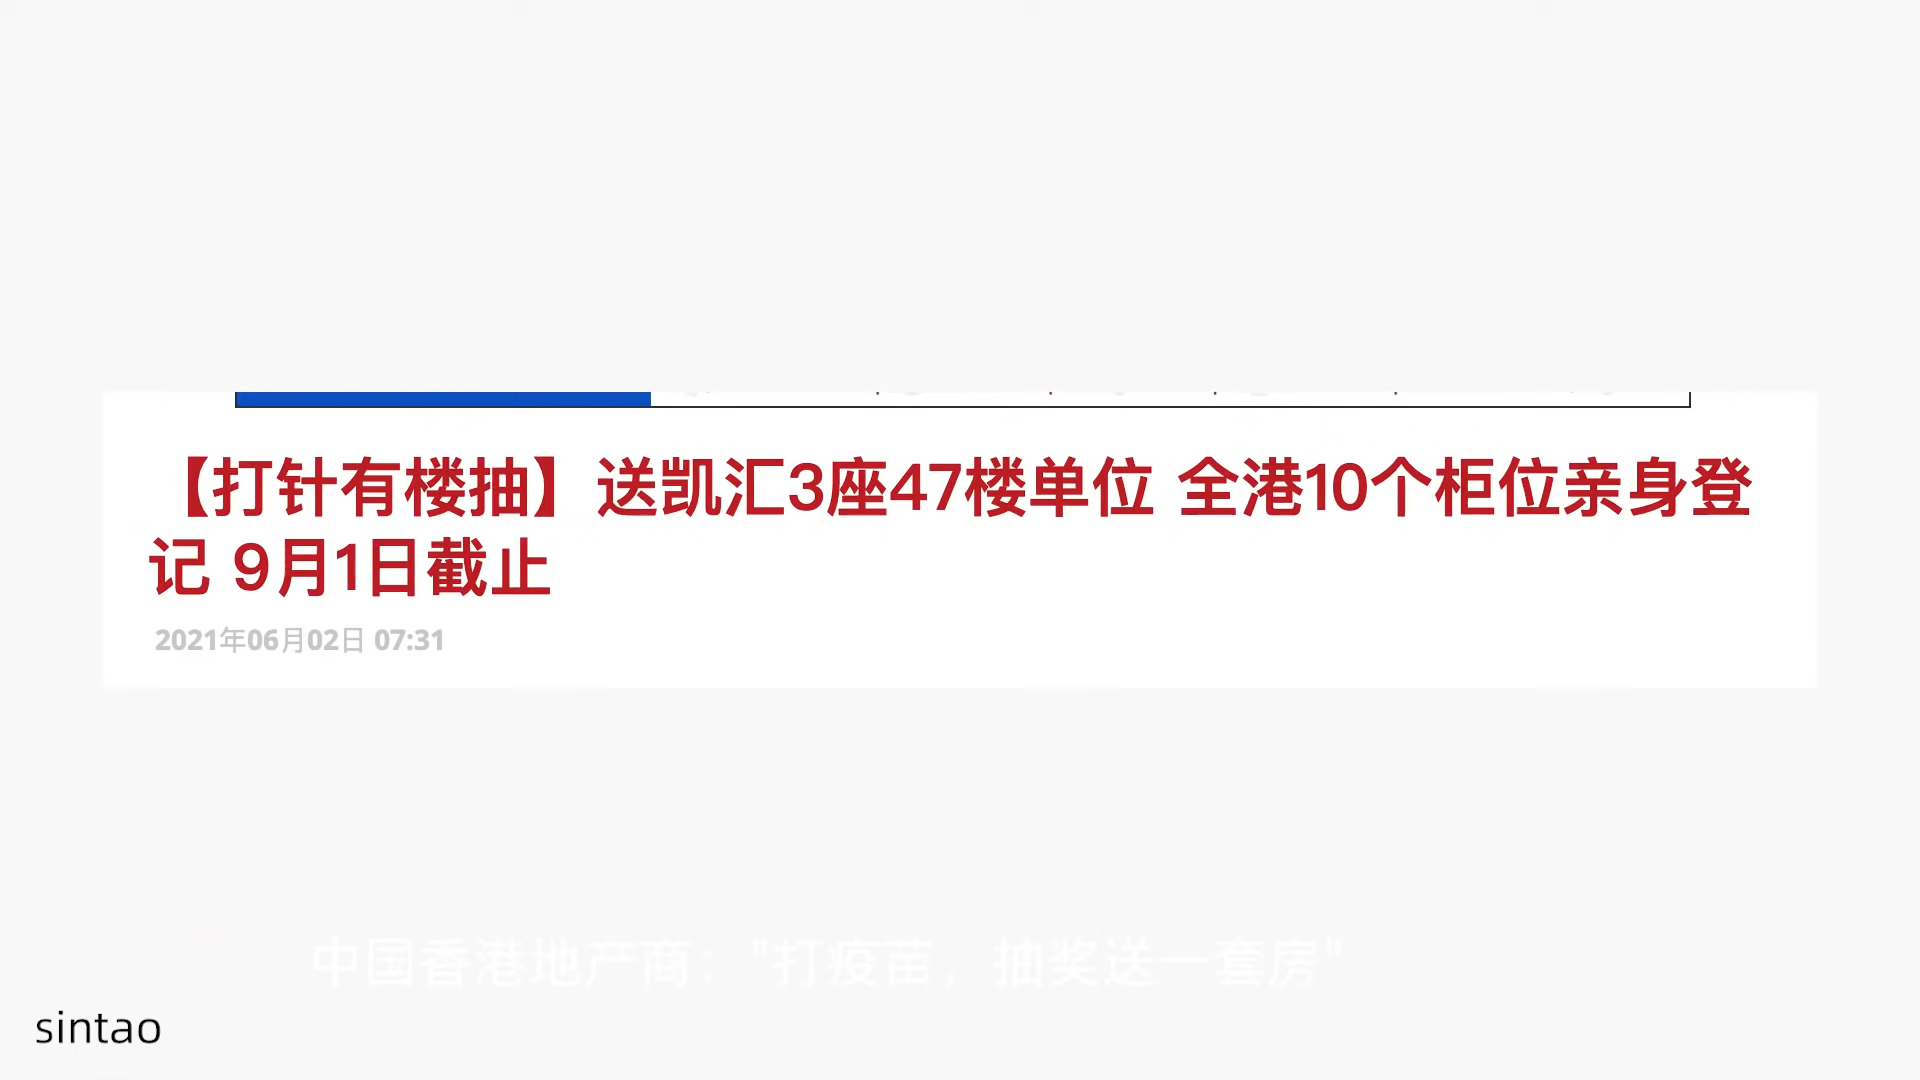 【打针有楼抽】送凯汇3座47楼单位 全港10个柜位亲身登
记 9月1日截止
2021年06月02日 07:31
中国香港地产商："打疫苗，抽奖送一套房"
sintao